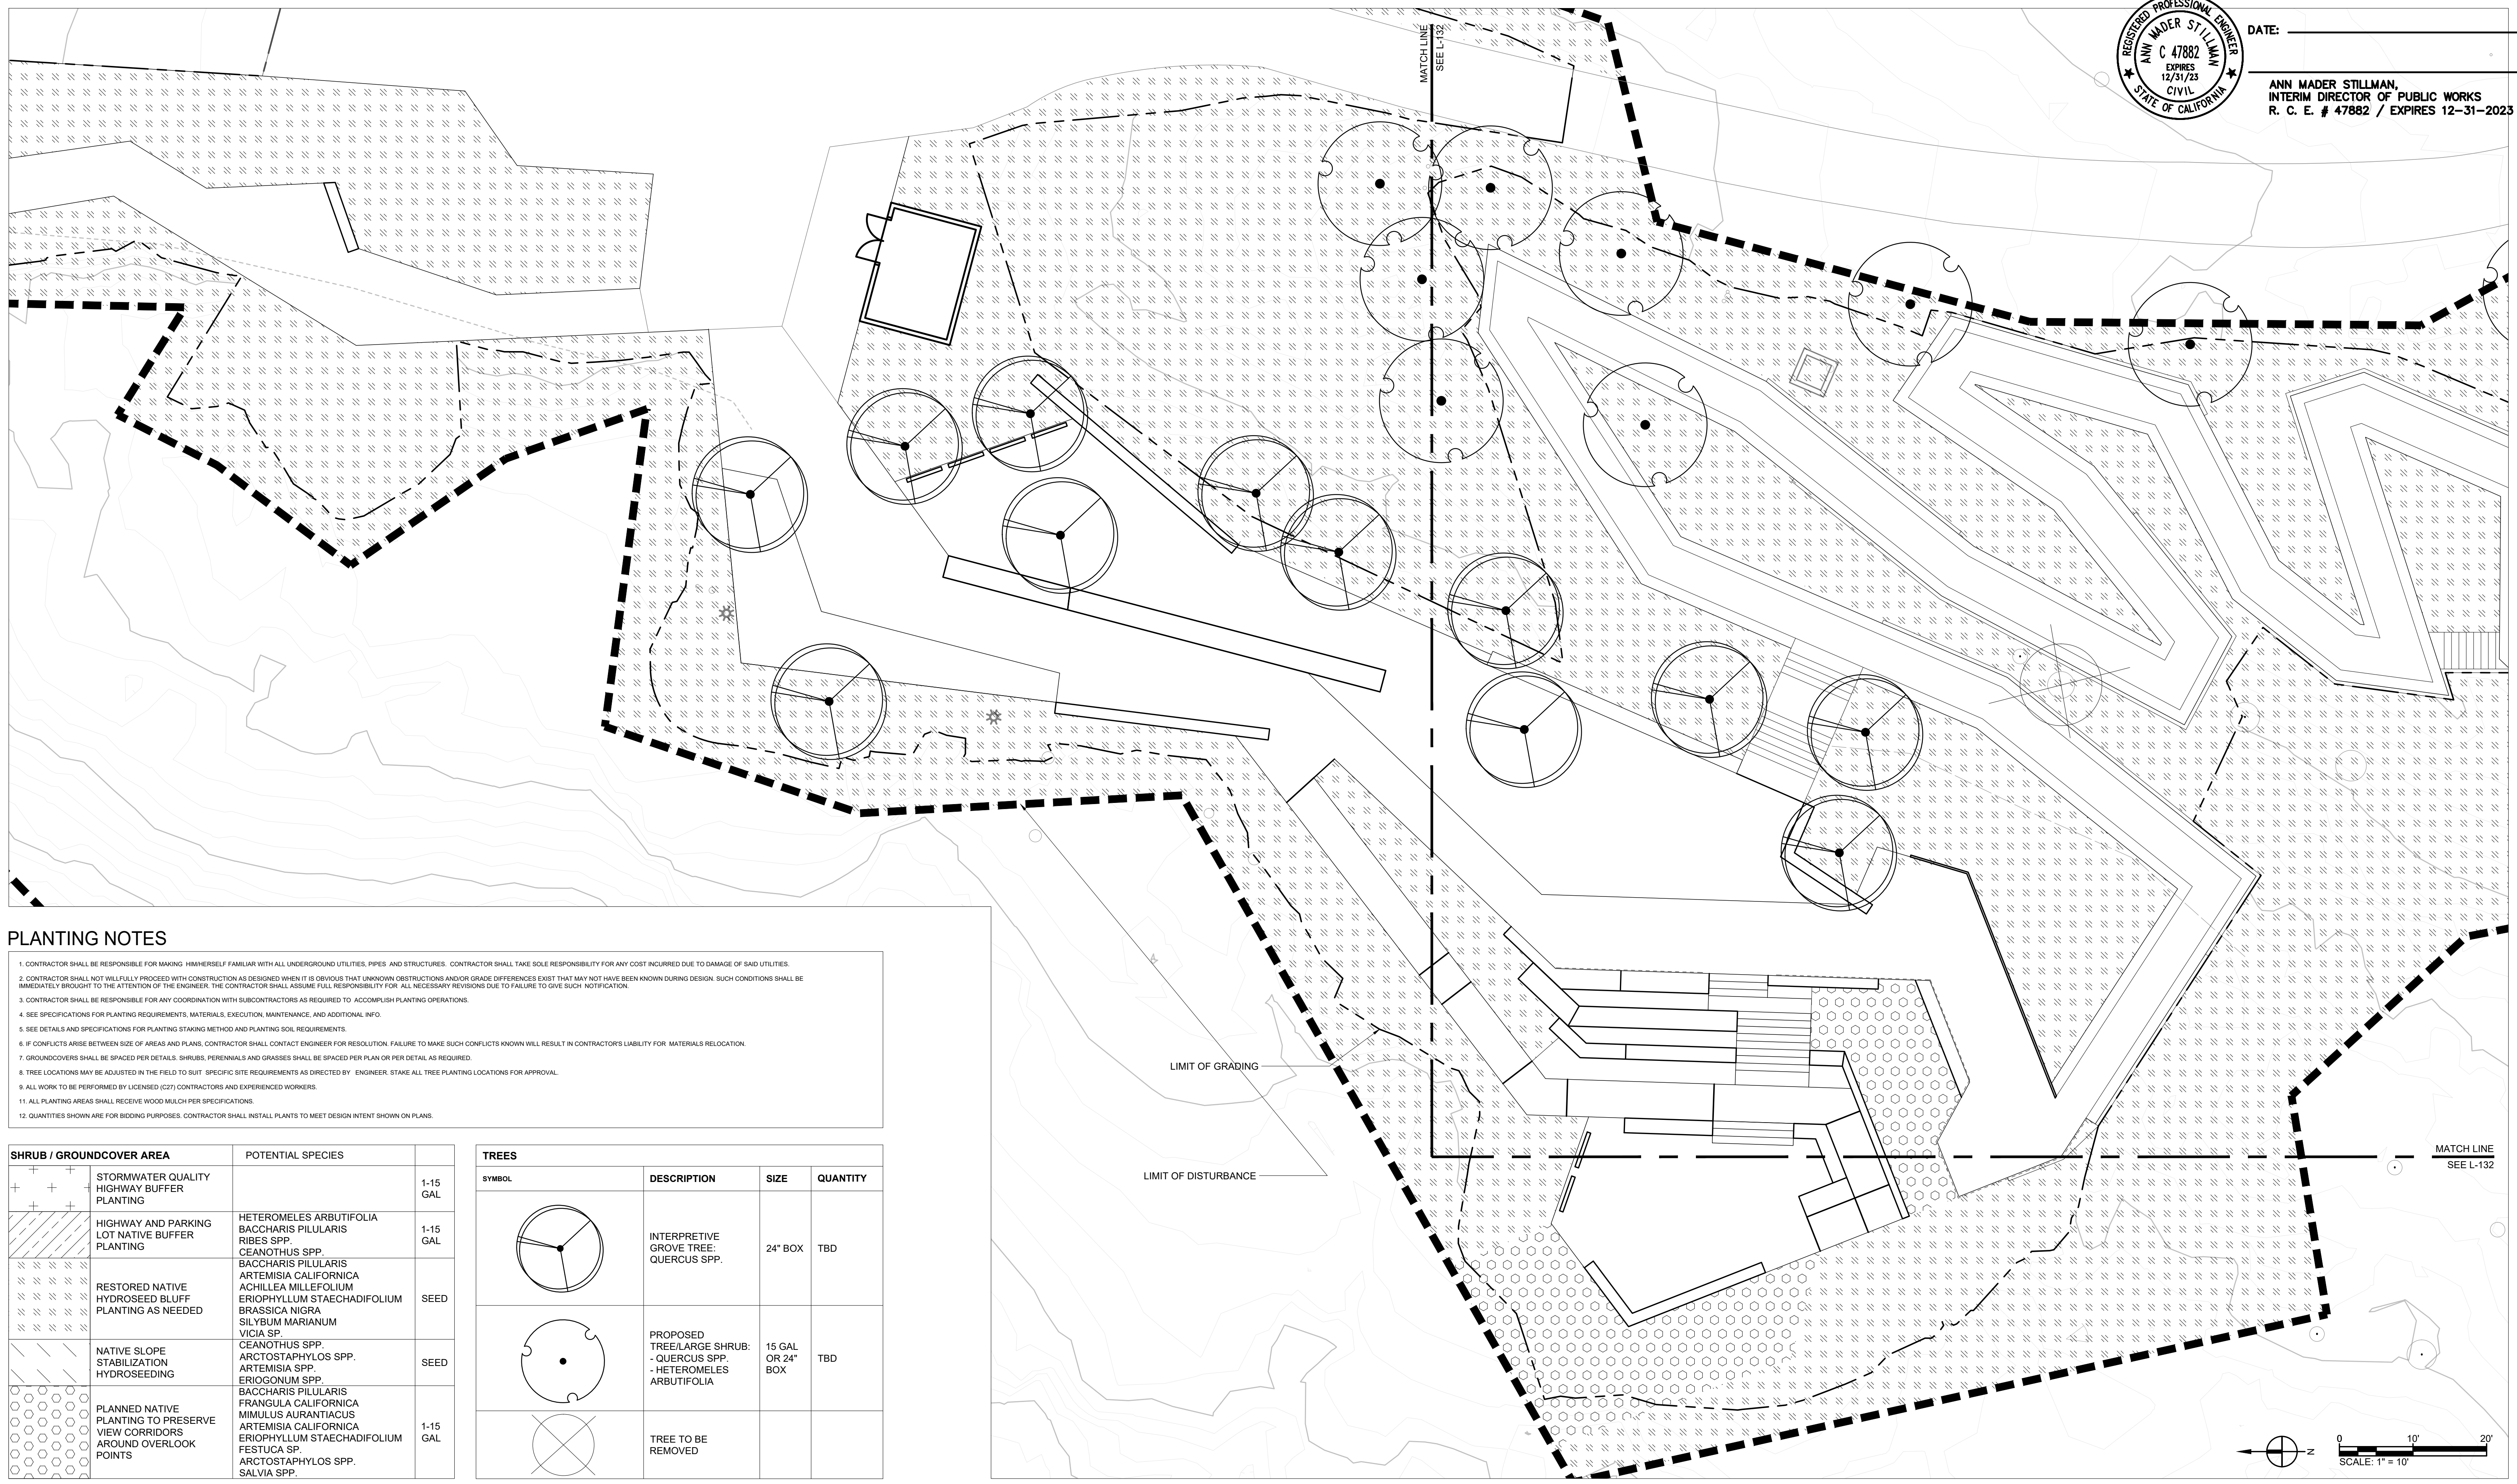 MATCH LINE
SEE L-132
REGISTERED PROFESSIONAL ENGINEER
ANN MADER STILLMAN
C 47882
EXPIRES
12/31/23
CIVIL
STATE OF CALIFORNIA
DATE:
ANN MADER STILLMAN,
INTERIM DIRECTOR OF PUBLIC WORKS
R. C. E. # 47882 / EXPIRES 12-31-2023
PLANTING NOTES
1. CONTRACTOR SHALL BE RESPONSIBLE FOR MAKING HIM/HERSELF FAMILIAR WITH ALL UNDERGROUND UTILITIES, PIPES AND STRUCTURES. CONTRACTOR SHALL TAKE SOLE RESPONSIBILITY FOR ANY COST INCURRED DUE TO DAMAGE OF SAID UTILITIES.
2. CONTRACTOR SHALL NOT WILLFULLY PROCEED WITH CONSTRUCTION AS DESIGNED WHEN IT IS OBVIOUS THAT UNKNOWN OBSTRUCTIONS AND/OR GRADE DIFFERENCES EXIST THAT MAY NOT HAVE BEEN KNOWN DURING DESIGN. SUCH CONDITIONS SHALL BE
IMMEDIATELY BROUGHT TO THE ATTENTION OF THE ENGINEER. THE CONTRACTOR SHALL ASSUME FULL RESPONSIBILITY FOR ALL NECESSARY REVISIONS DUE TO FAILURE TO GIVE SUCH NOTIFICATION.
3. CONTRACTOR SHALL BE RESPONSIBLE FOR ANY COORDINATION WITH SUBCONTRACTORS AS REQUIRED TO ACCOMPLISH PLANTING OPERATIONS.
4. SEE SPECIFICATIONS FOR PLANTING REQUIREMENTS, MATERIALS, EXECUTION, MAINTENANCE, AND ADDITIONAL INFO.
5. SEE DETAILS AND SPECIFICATIONS FOR PLANTING STAKING METHOD AND PLANTING SOIL REQUIREMENTS.
6. IF CONFLICTS ARISE BETWEEN SIZE OF AREAS AND PLANS, CONTRACTOR SHALL CONTACT ENGINEER FOR RESOLUTION. FAILURE TO MAKE SUCH CONFLICTS KNOWN WILL RESULT IN CONTRACTOR'S LIABILITY FOR MATERIALS RELOCATION.
7. GROUNDCOVERS SHALL BE SPACED PER DETAILS. SHRUBS, PERENNIALS AND GRASSES SHALL BE SPACED PER PLAN OR PER DETAIL AS REQUIRED.
8. TREE LOCATIONS MAY BE ADJUSTED IN THE FIELD TO SUIT SPECIFIC SITE REQUIREMENTS AS DIRECTED BY ENGINEER. STAKE ALL TREE PLANTING LOCATIONS FOR APPROVAL.
9. ALL WORK TO BE PERFORMED BY LICENSED (C27) CONTRACTORS AND EXPERIENCED WORKERS.
11. ALL PLANTING AREAS SHALL RECEIVE WOOD MULCH PER SPECIFICATIONS.
12. QUANTITIES SHOWN ARE FOR BIDDING PURPOSES. CONTRACTOR SHALL INSTALL PLANTS TO MEET DESIGN INTENT SHOWN ON PLANS.
SHRUB / GROUNDCOVER AREA
POTENTIAL SPECIES
STORMWATER QUALITY
HIGHWAY BUFFER
PLANTING
1-15
GAL
HIGHWAY AND PARKING
LOT NATIVE BUFFER
PLANTING
HETEROMELES ARBUTIFOLIA
BACCHARIS PILULARIS
RIBES SPP.
CEANOTHUS SPP.
1-15
GAL
RESTORED NATIVE
HYDROSEED BLUFF
PLANTING AS NEEDED
BACCHARIS PILULARIS
ARTEMISIA CALIFORNICA
ACHILLEA MILLEFOLIUM
ERIOPHYLLUM STAECHADIFOLIUM
BRASSICA NIGRA
SILYBUM MARIANUM
VICIA SP.
SEED
NATIVE SLOPE
STABILIZATION
HYDROSEEDING
CEANOTHUS SPP.
ARCTOSTAPHYLOS SPP.
ARTEMISIA SPP.
ERIOGONUM SPP.
SEED
PLANNED NATIVE
PLANTING TO PRESERVE
VIEW CORRIDORS
AROUND OVERLOOK
POINTS
BACCHARIS PILULARIS
FRANGULA CALIFORNICA
MIMULUS AURANTIACUS
ARTEMISIA CALIFORNICA
ERIOPHYLLUM STAECHADIFOLIUM
FESTUCA SP.
ARCTOSTAPHYLOS SPP.
SALVIA SPP.
1-15
GAL
TREES
SYMBOL
DESCRIPTION
SIZE
QUANTITY
INTERPRETIVE
GROVE TREE:
QUERCUS SPP.
24" BOX
TBD
PROPOSED
TREE/LARGE SHRUB:
- QUERCUS SPP.
- HETEROMELES
ARBUTIFOLIA
15 GAL
OR 24"
BOX
TBD
TREE TO BE
REMOVED
LIMIT OF GRADING
LIMIT OF DISTURBANCE
MATCH LINE
SEE L-132
N
0 10' 20'
SCALE: 1" = 10'